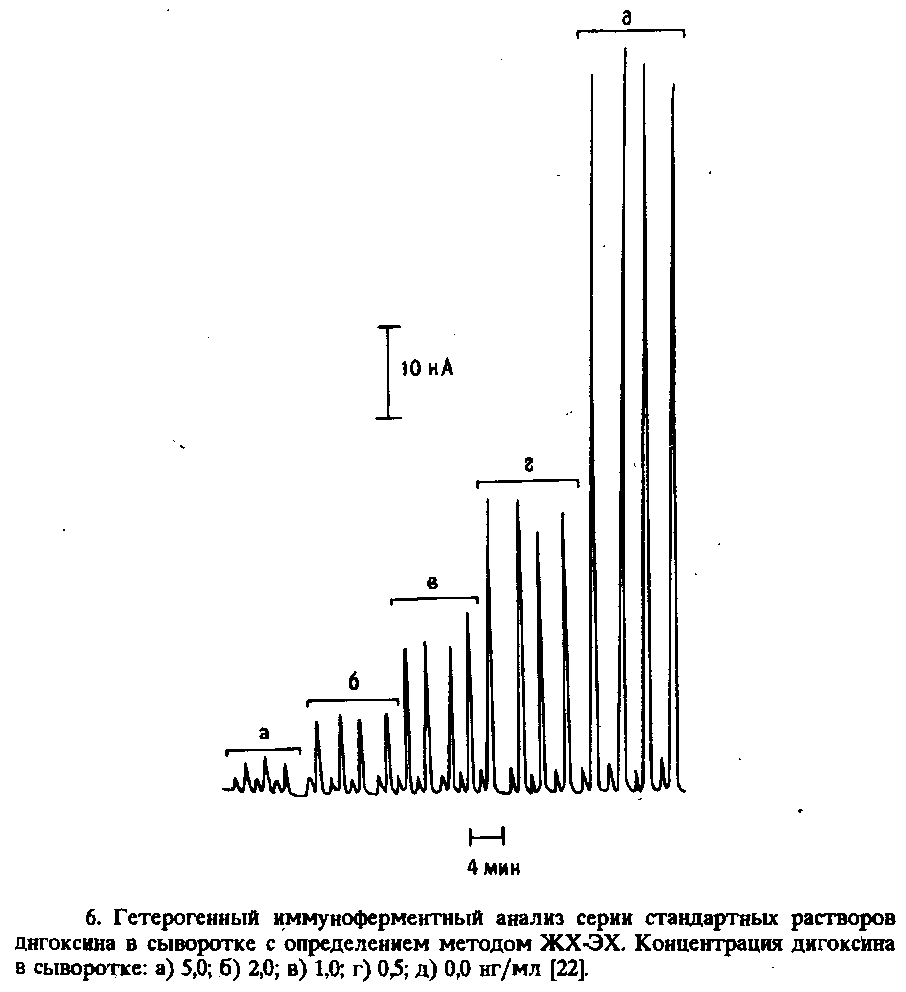 д
10 нА
г
в
б
а
4 мин
6. Гетерогенный иммуноферментный анализ серии стандартных растворов
дигоксина в сыворотке с определением методом ЖХ-ЭХ. Концентрация дигоксина
в сыворотке: а) 5,0; б) 2,0; в) 1,0; г) 0,5; д) 0,0 нг/мл [22].